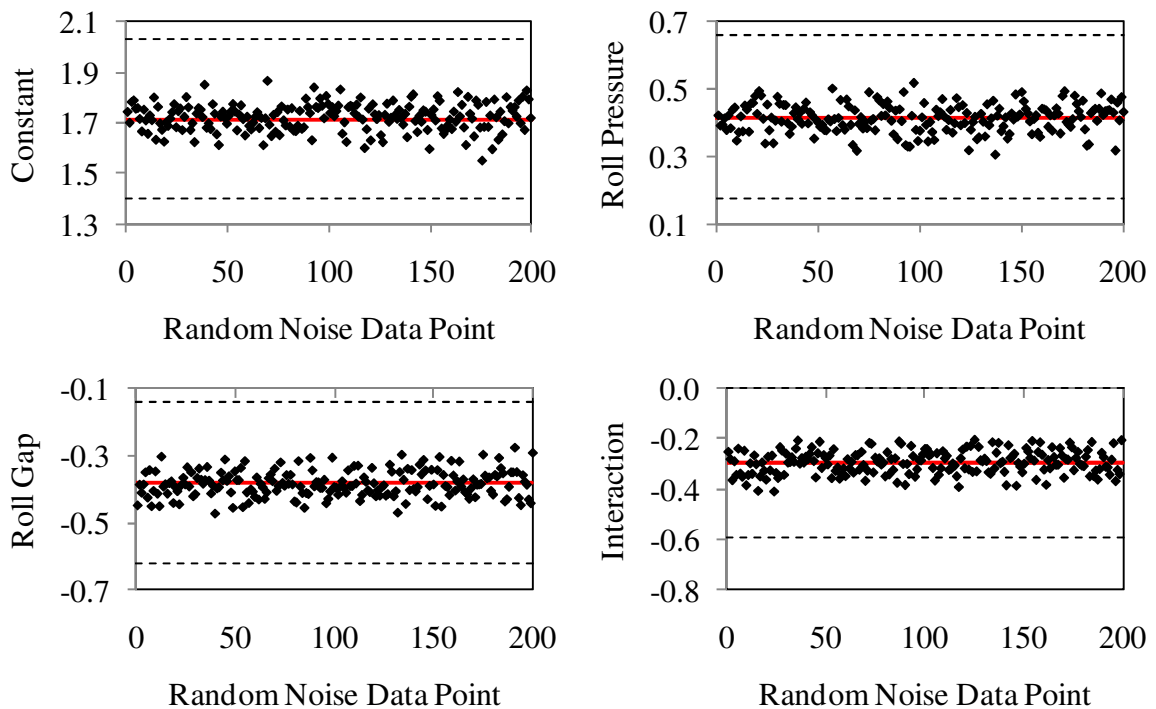 Constant
2.1
1.9
1.7
1.5
1.3
0 50 100 150 200
Random Noise Data Point
Roll Pressure
0.7
0.5
0.3
0.1
0 50 100 150 200
Random Noise Data Point
Roll Gap
-0.1
-0.3
-0.5
-0.7
0 50 100 150 200
Random Noise Data Point
Interaction
0.0
-0.2
-0.4
-0.6
-0.8
0 50 100 150 200
Random Noise Data Point